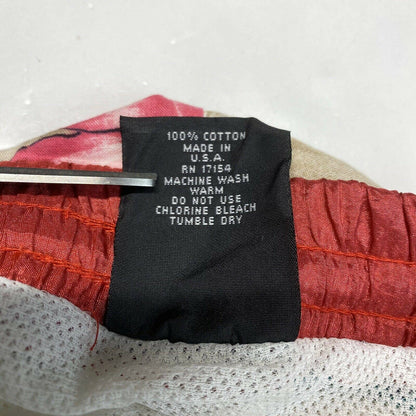 100% COTTON
MADE IN
U.S.A.
RN 17154
MACHINE WASH
WARM
DO NOT USE
CHLORINE BLEACH
TUMBLE DRY